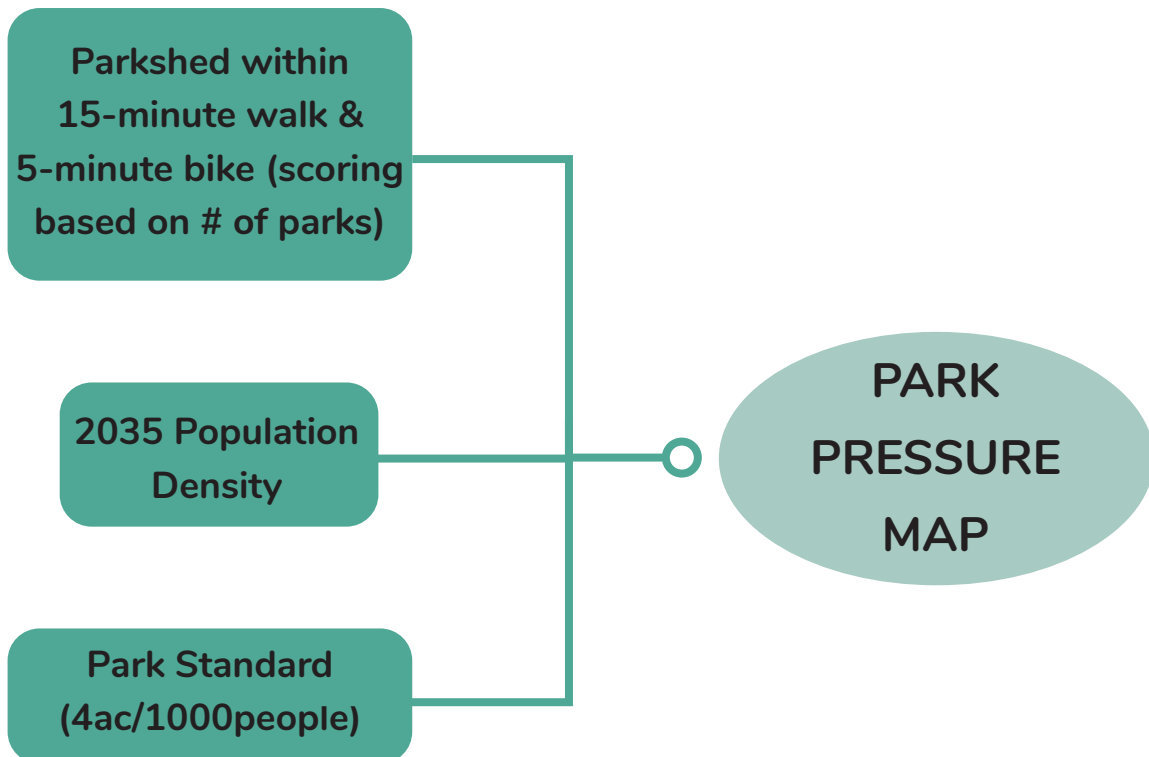 Parkshed within
15-minute walk &
5-minute bike (scoring
based on # of parks)
2035 Population
Density
Park Standard
(4ac/1000people)
PARK
PRESSURE
MAP